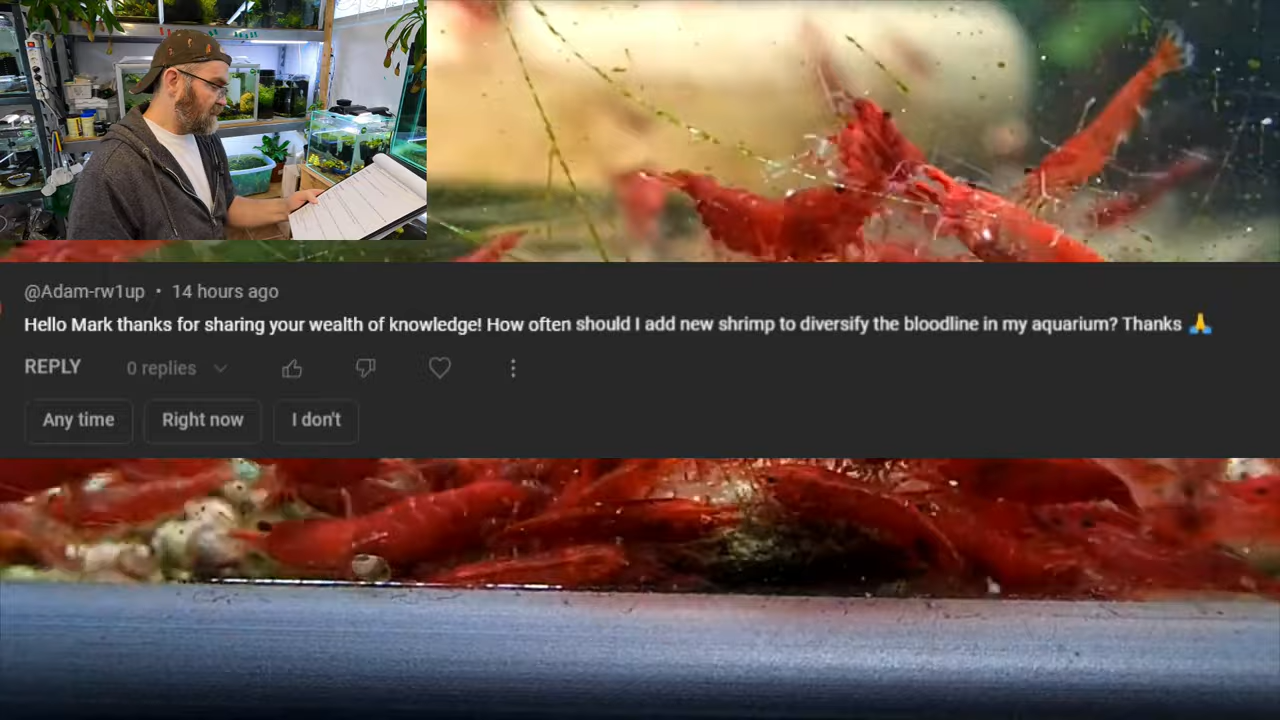 @Adam-rw1up • 14 hours ago
Hello Mark thanks for sharing your wealth of knowledge! How often should I add new shrimp to diversify the bloodline in my aquarium? Thanks 🙏
REPLY 0 replies
Any time Right now I don't